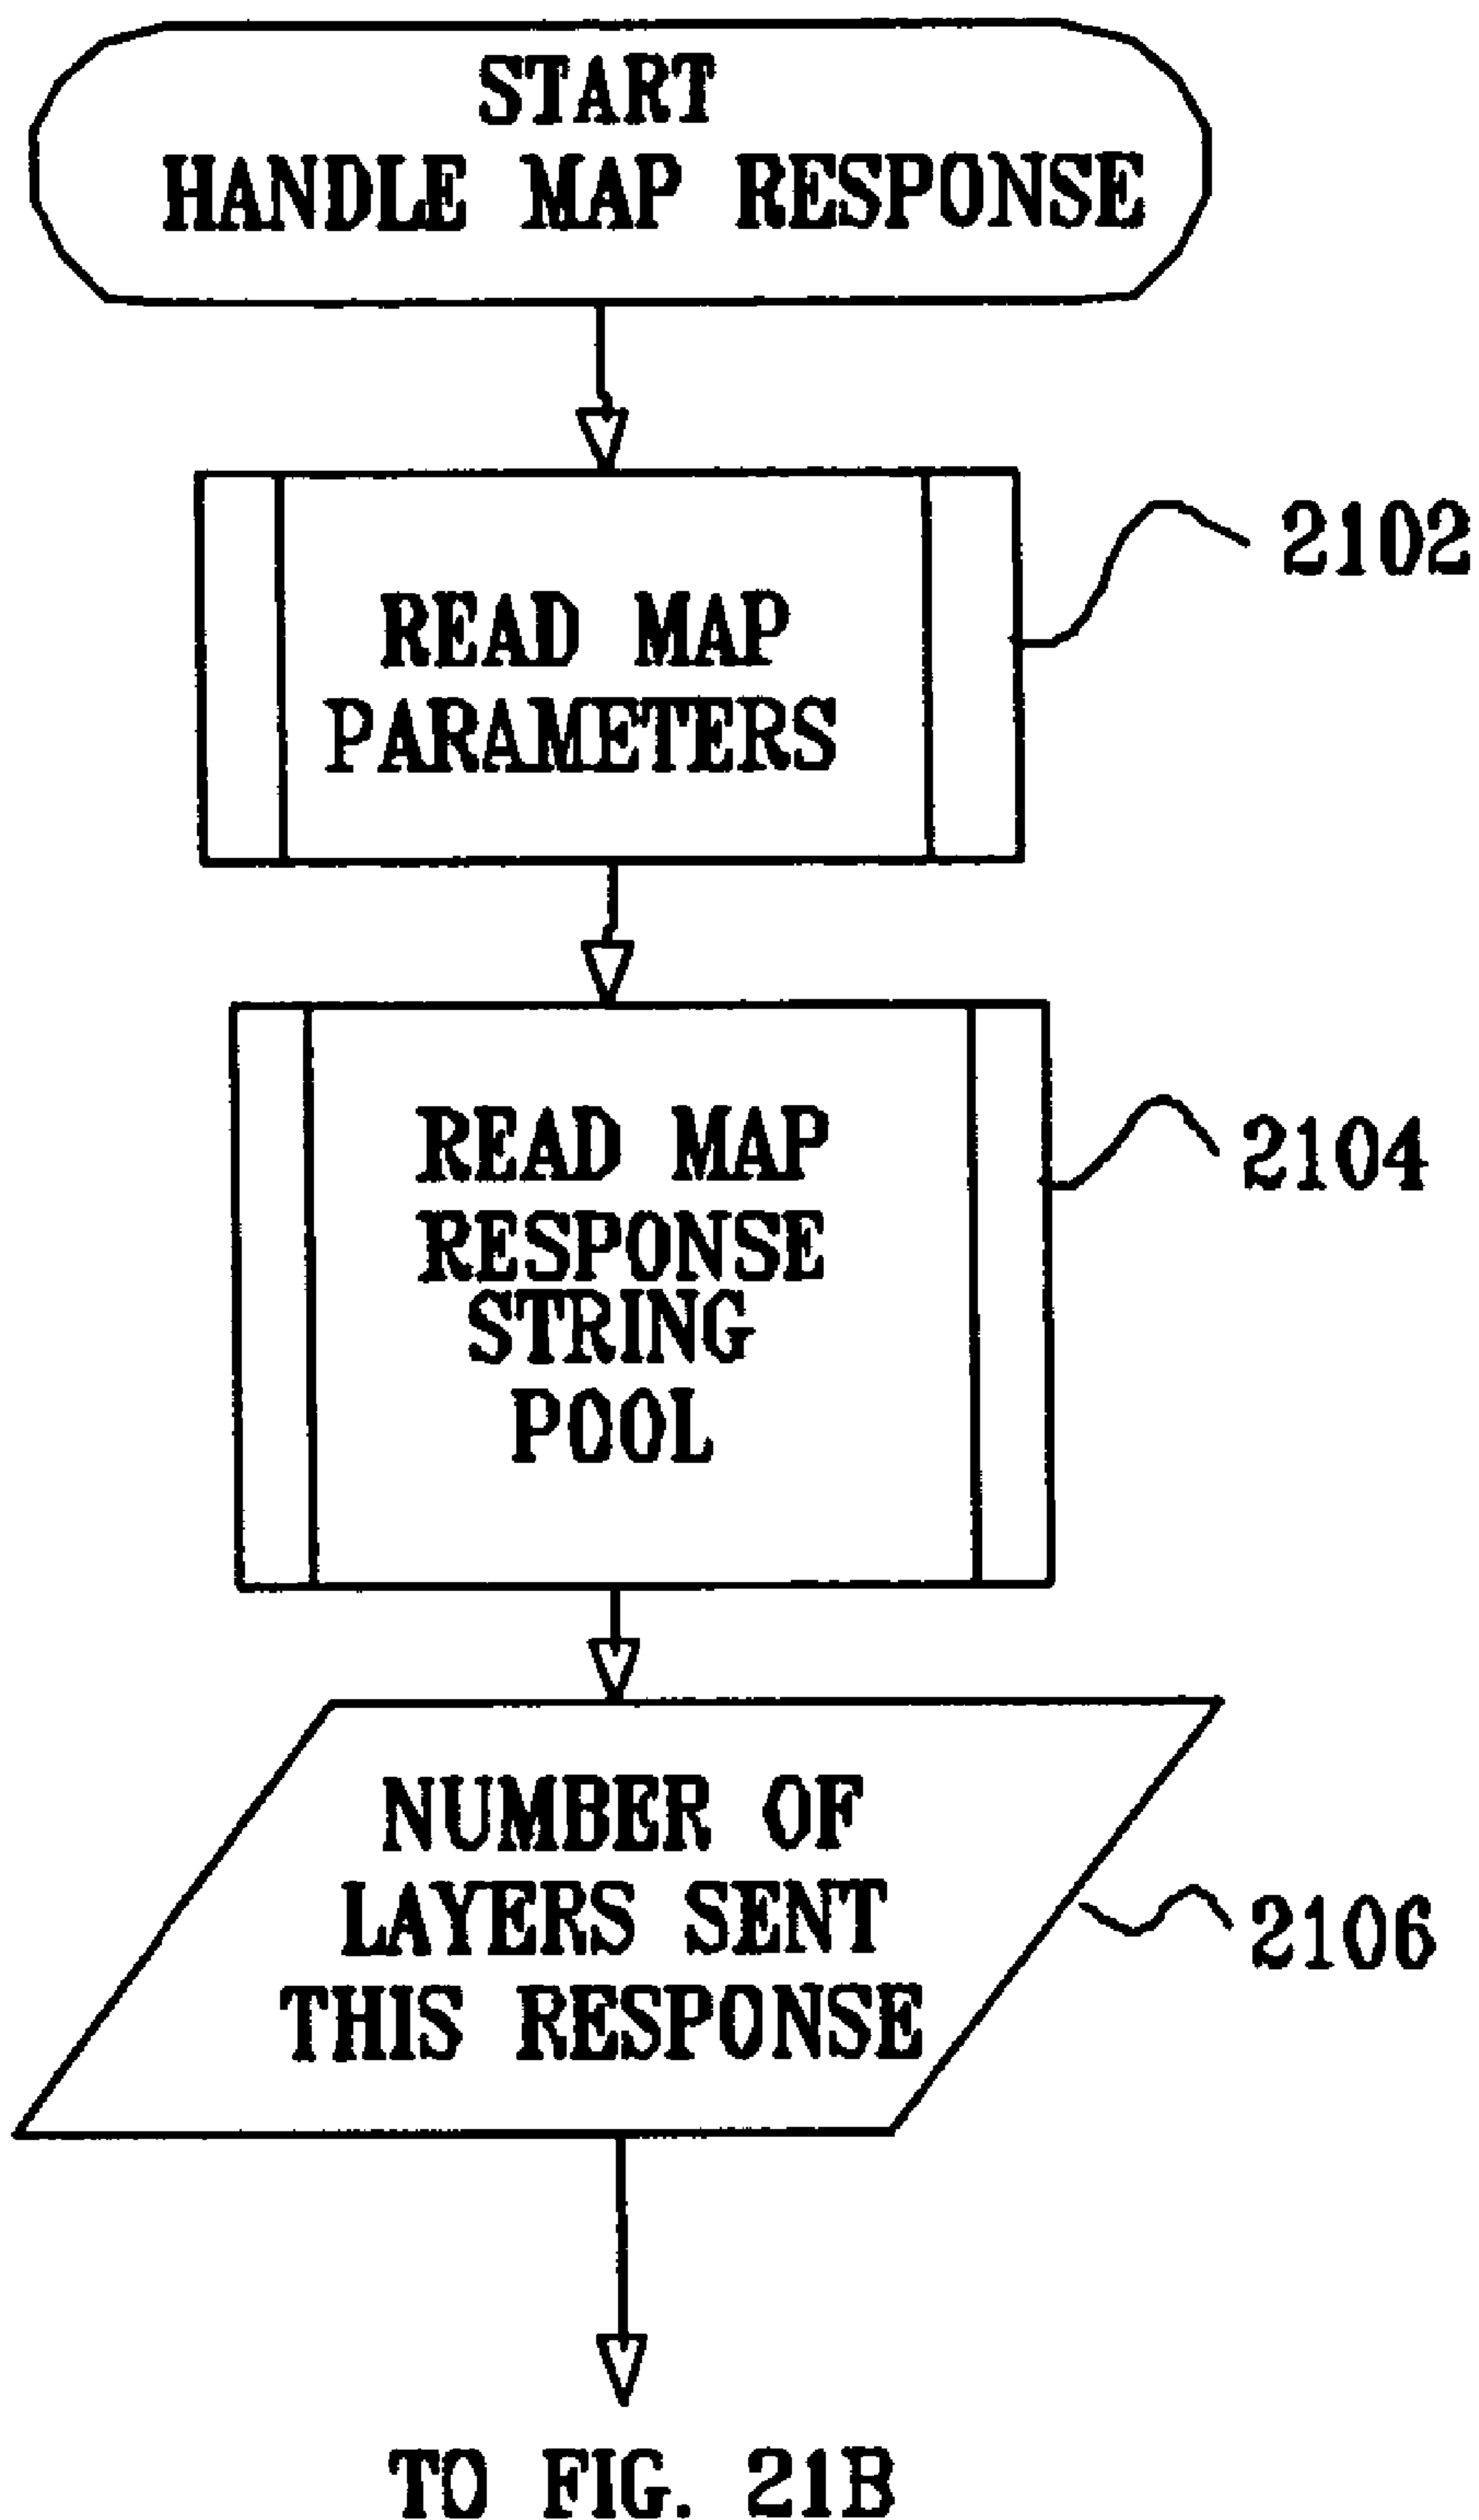 START
HANDLE MAP RESPONSE
READ MAP
PARAMETERS
2102
READ MAP
RESPONSE
STRING
POOL
2104
NUMBER OF
LAYERS SENT
THIS RESPONSE
2106
TO FIG. 21B